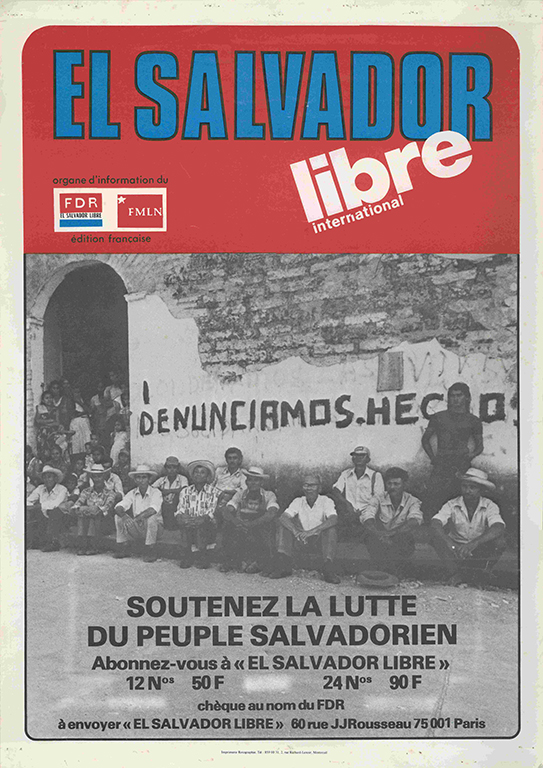 EL SALVADOR
libre
international
organe d'information du
FDR
EL SALVADOR LIBRE
FMLN
édition française
DENUNCIAMOS.HECHOS
SOUTENEZ LA LUTTE
DU PEUPLE SALVADORIEN
Abonnez-vous à « EL SALVADOR LIBRE »
12 Nos 50 F 24 Nos 90 F
chèque au nom du FDR
à envoyer « EL SALVADOR LIBRE » 60 rue JJRousseau 75 001 Paris